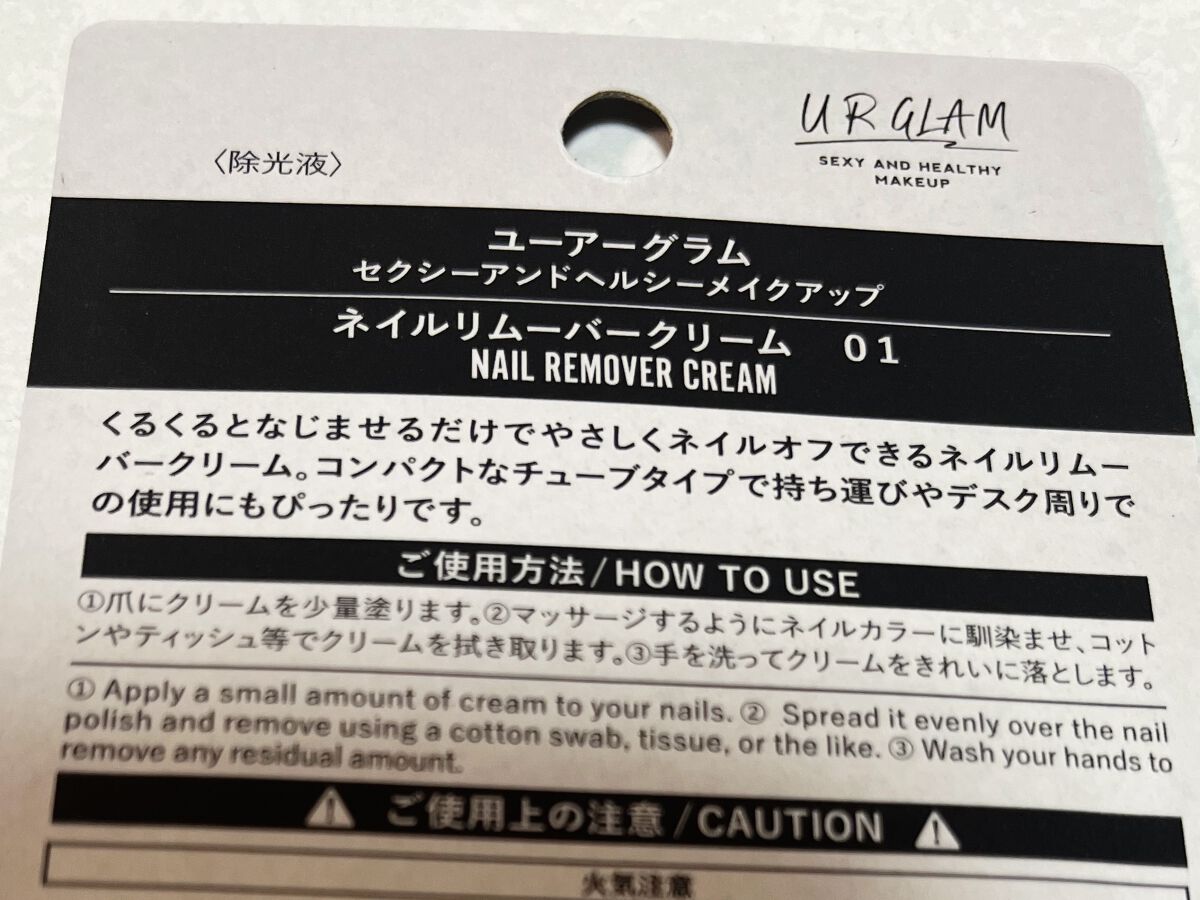 〈除光液〉
UR GLAM
SEXY AND HEALTHY
MAKEUP
ユーアーグラム
セクシーアンドヘルシーメイクアップ
ネイルリムーバークリーム 01
NAIL REMOVER CREAM
くるくるとなじませるだけでやさしくネイルオフできるネイルリムー
バークリーム。コンパクトなチューブタイプで持ち運びやデスク周りで
の使用にもぴったりです。
ご使用方法/HOW TO USE
①爪にクリームを少量塗ります。②マッサージするようにネイルカラーに馴染ませ、コット
ンやティッシュ等でクリームを拭き取ります。③手を洗ってクリームをきれいに落とします。
① Apply a small amount of cream to your nails. ② Spread it evenly over the nail
polish and remove using a cotton swab, tissue, or the like. ③ Wash your hands to
remove any residual amount.
⚠ ご使用上の注意/CAUTION ⚠
火気注意